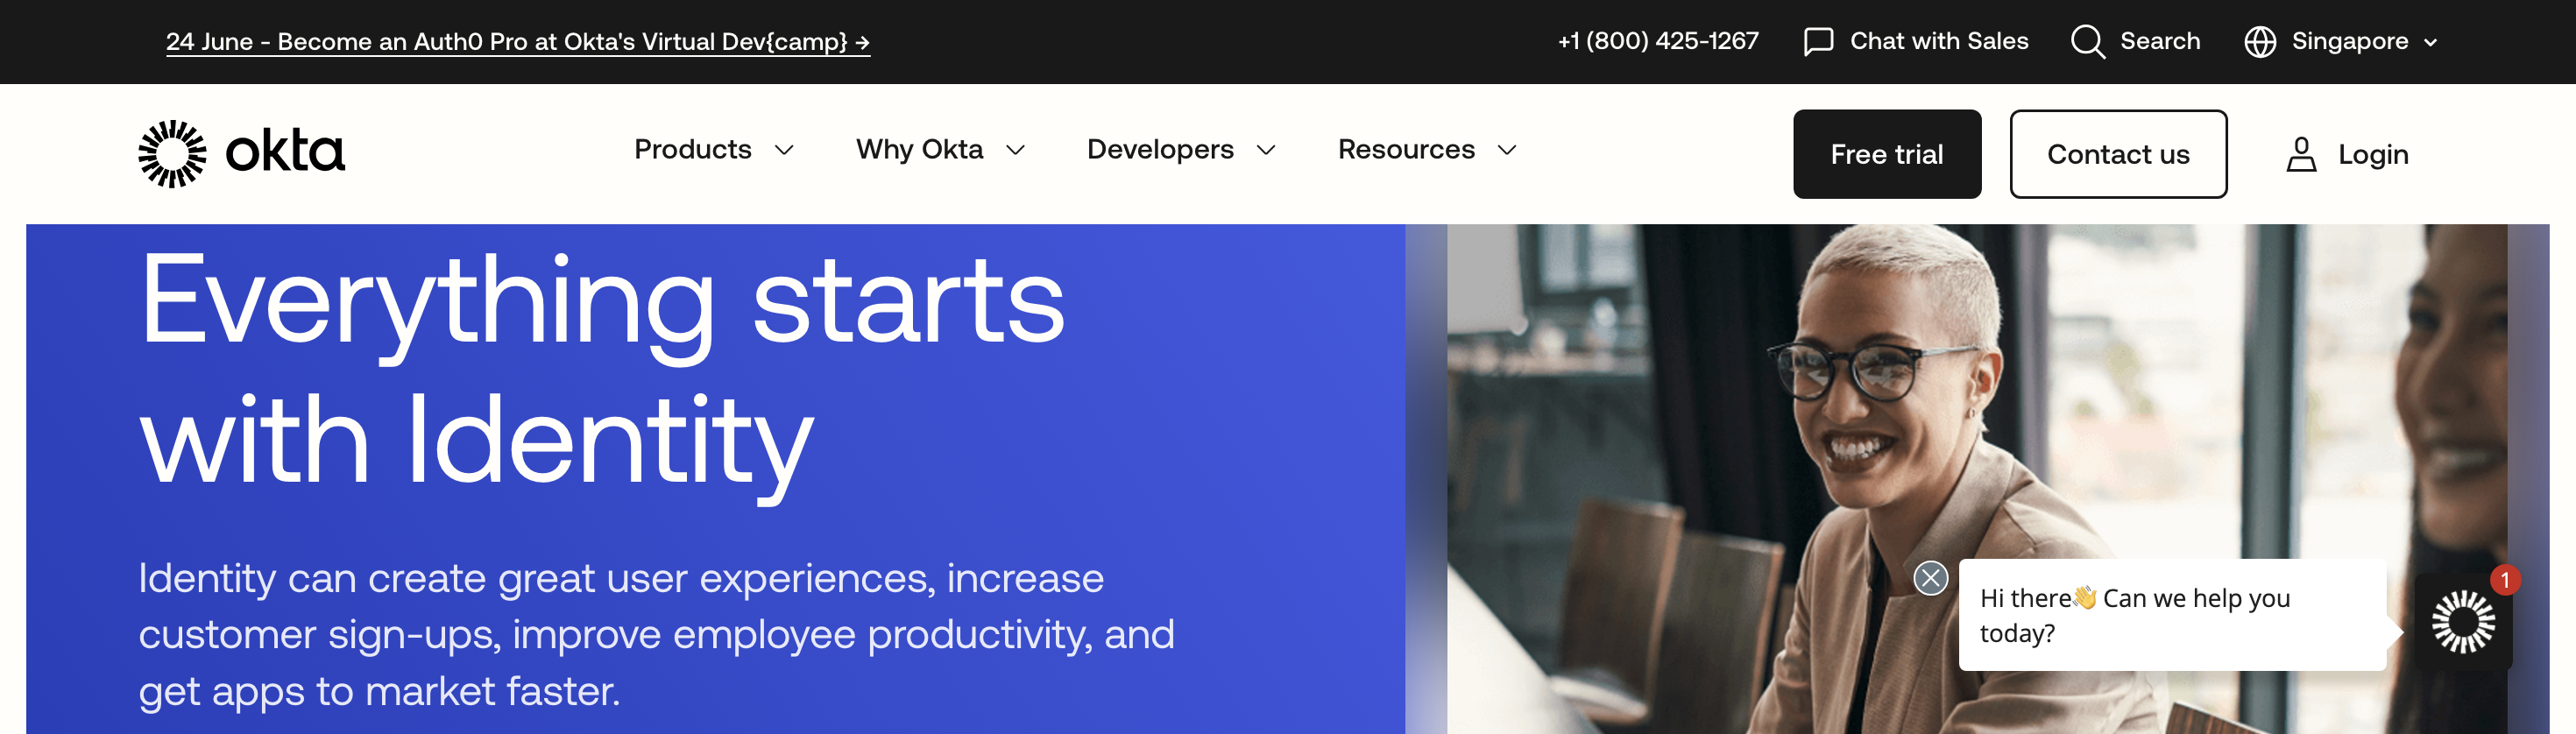 24 June - Become an Auth0 Pro at Okta's Virtual Dev{camp} →
+1 (800) 425-1267
Chat with Sales
Search
Singapore
okta
Products
Why Okta
Developers
Resources
Free trial
Contact us
Login
Everything starts
with Identity
Identity can create great user experiences, increase
customer sign-ups, improve employee productivity, and
get apps to market faster.
Hi there👋 Can we help you
today?
1